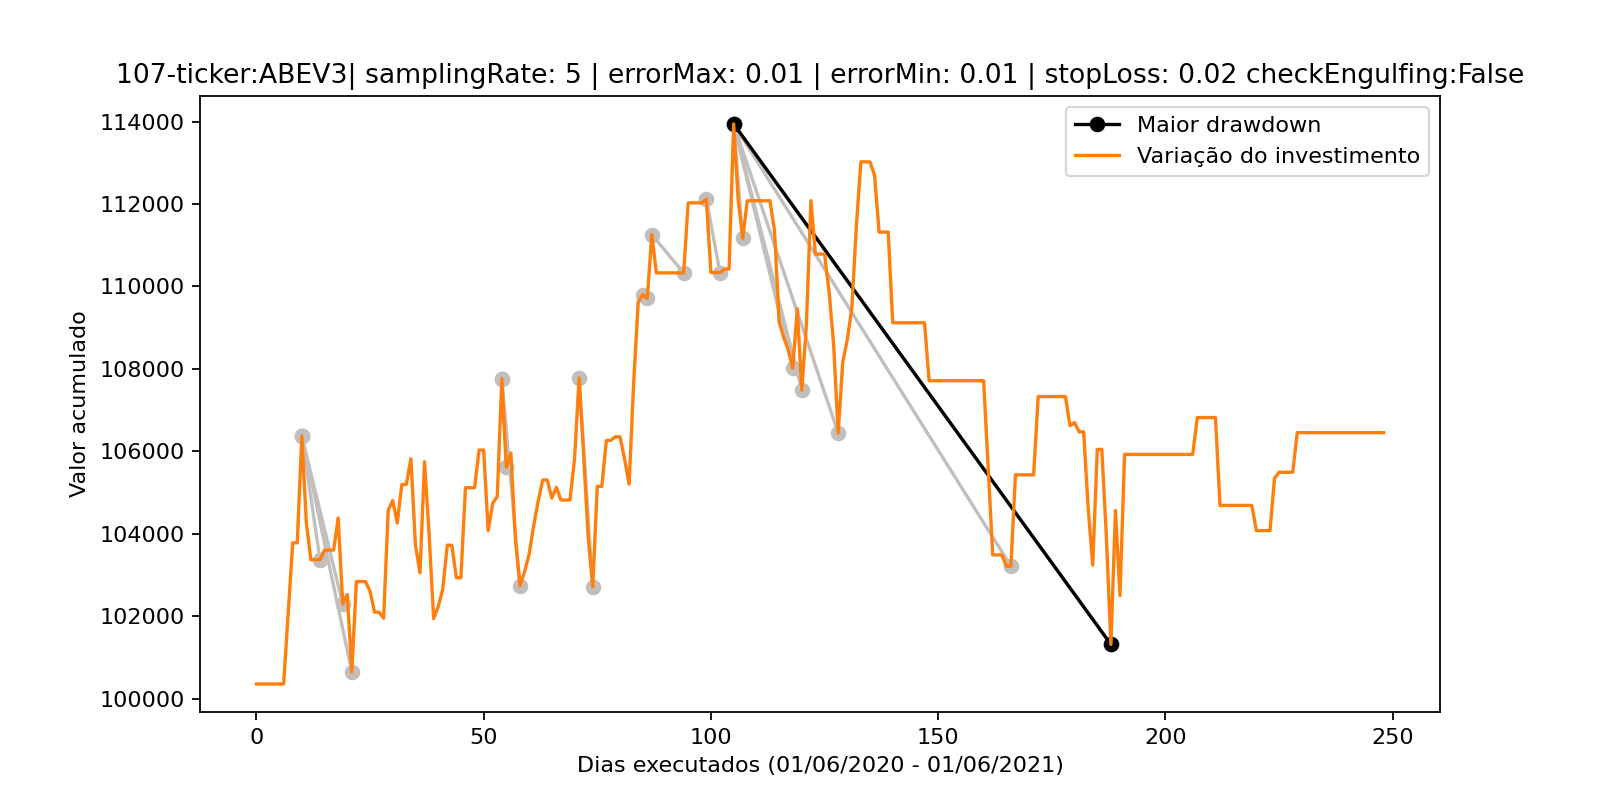 107-ticker:ABEV3| samplingRate: 5 | errorMax: 0.01 | errorMin: 0.01 | stopLoss: 0.02 checkEngulfing:False
Maior drawdown
Variação do investimento
Valor acumulado
114000
112000
110000
108000
106000
104000
102000
100000
0 50 100 150 200 250
Dias executados (01/06/2020 - 01/06/2021)